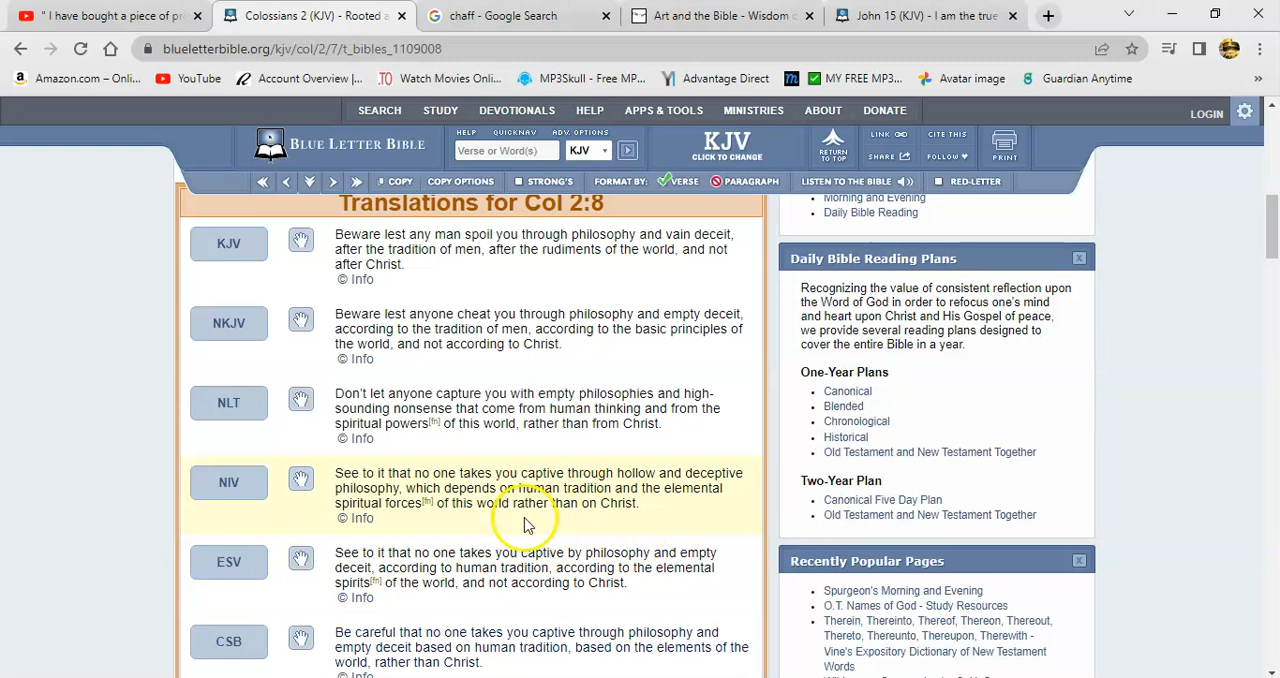 " I have bought a piece of pr
Colossians 2 (KJV) - Rooted a
chaff - Google Search
Art and the Bible - Wisdom c
John 15 (KJV) - I am the true
blueletterbible.org/kjv/col/2/7/t_bibles_1109008
Amazon.com – Onli...
YouTube
Account Overview |...
TO Watch Movies Onl...
MP3Skull - Free MP...
Advantage Direct
MY FREE MP3...
Avatar image
Guardian Anytime
»
SEARCH STUDY DEVOTIONALS HELP APPS & TOOLS MINISTRIES ABOUT DONATE
LOGIN
BLUE LETTER BIBLE
HELP QUICKNAV ADV. OPTIONS
Verse or Word(s)
KJV
KJV
CLICK TO CHANGE
RETURN
TO TOP
LINK
CITE THIS
SHARE
FOLLOW
PRINT
COPY
COPY OPTIONS
STRONG'S
FORMAT BY:
VERSE
PARAGRAPH
LISTEN TO THE BIBLE
RED-LETTER
Translations for Col 2:8
KJV
Beware lest any man spoil you through philosophy and vain deceit,
after the tradition of men, after the rudiments of the world, and not
after Christ.
© Info
NKJV
Beware lest anyone cheat you through philosophy and empty deceit,
according to the tradition of men, according to the basic principles of
the world, and not according to Christ.
© Info
NLT
Don't let anyone capture you with empty philosophies and high-
sounding nonsense that come from human thinking and from the
spiritual powers[fn] of this world, rather than from Christ.
© Info
NIV
See to it that no one takes you captive through hollow and deceptive
philosophy, which depends on human tradition and the elemental
spiritual forces[fn] of this world rather than on Christ.
© Info
ESV
See to it that no one takes you captive by philosophy and empty
deceit, according to human tradition, according to the elemental
spirits[fn] of the world, and not according to Christ.
© Info
CSB
Be careful that no one takes you captive through philosophy and
empty deceit based on human tradition, based on the elements of the
world, rather than Christ.
© Info
Morning and Evening
Daily Bible Reading
Daily Bible Reading Plans
X
Recognizing the value of consistent reflection upon
the Word of God in order to refocus one's mind
and heart upon Christ and His Gospel of peace,
we provide several reading plans designed to
cover the entire Bible in a year.
One-Year Plans
Canonical
Blended
Chronological
Historical
Old Testament and New Testament Together
Two-Year Plan
Canonical Five Day Plan
Old Testament and New Testament Together
Recently Popular Pages
X
Spurgeon's Morning and Evening
O.T. Names of God - Study Resources
Therein, Thereinto, Thereof, Thereon, Thereout,
Thereto, Thereunto, Thereupon, Therewith -
Vine's Expository Dictionary of New Testament
Words